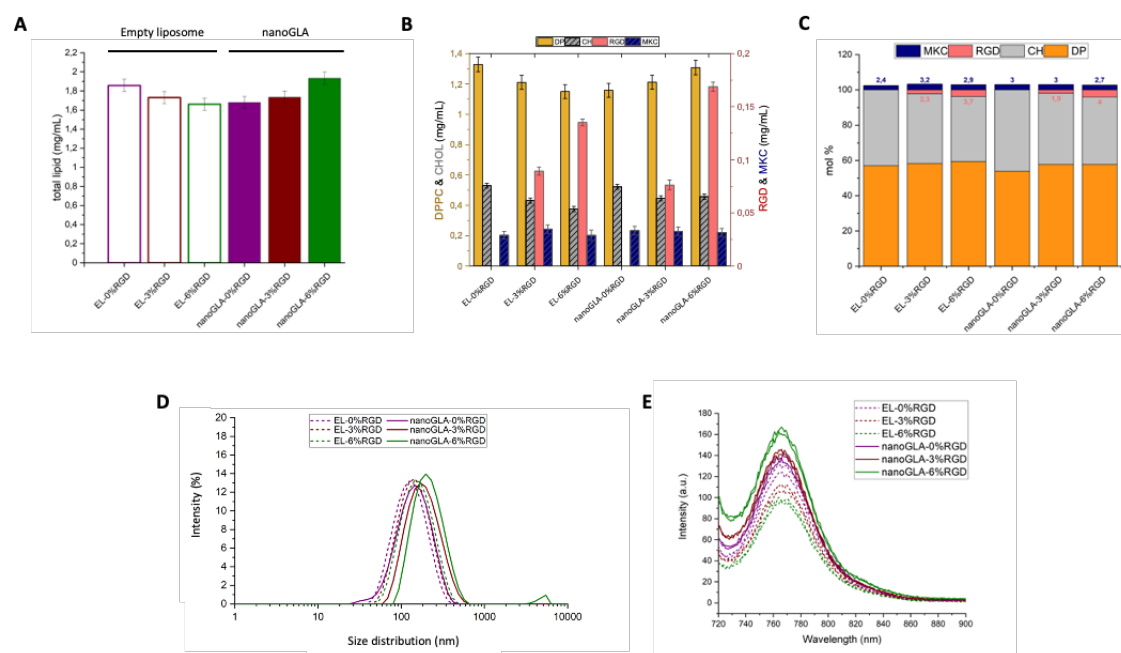 A
Empty liposome
nanoGLA
total lipid (mg/mL)
2,2
2
1,8
1,6
1,4
1,2
1
0,8
0,6
0,4
0,2
0
EL-0%RGD
EL-3%RGD
EL-6%RGD
nanoGLA-0%RGD
nanoGLA-3%RGD
nanoGLA-6%RGD
B
DP CH RGD MKC
DPPC & CHOL (mg/mL)
1,4
1,2
1
0,8
0,6
0,4
0,2
0
0,2
0,15
0,1
0,05
0
RGD & MKC (mg/mL)
EL-0%RGD
EL-3%RGD
EL-6%RGD
nanoGLA-0%RGD
nanoGLA-3%RGD
nanoGLA-6%RGD
C
MKC RGD CH DP
mol %
120
100
80
60
40
20
0
2,4 3,2 2,9 3 3 2,7
2,3 3,7 1,9 4
EL-0%RGD
EL-3%RGD
EL-6%RGD
nanoGLA-0%RGD
nanoGLA-3%RGD
nanoGLA-6%RGD
D
Intensity (%)
20
18
16
14
12
10
8
6
4
2
0
EL-0%RGD nanoGLA-0%RGD
EL-3%RGD nanoGLA-3%RGD
EL-6%RGD nanoGLA-6%RGD
1 10 100 1000 10000
Size distribution (nm)
E
Intensity (a.u.)
180
160
140
120
100
80
60
40
20
0
EL-0%RGD
EL-3%RGD
EL-6%RGD
nanoGLA-0%RGD
nanoGLA-3%RGD
nanoGLA-6%RGD
720 740 760 780 800 820 840 860 880 900
Wavelength (nm)